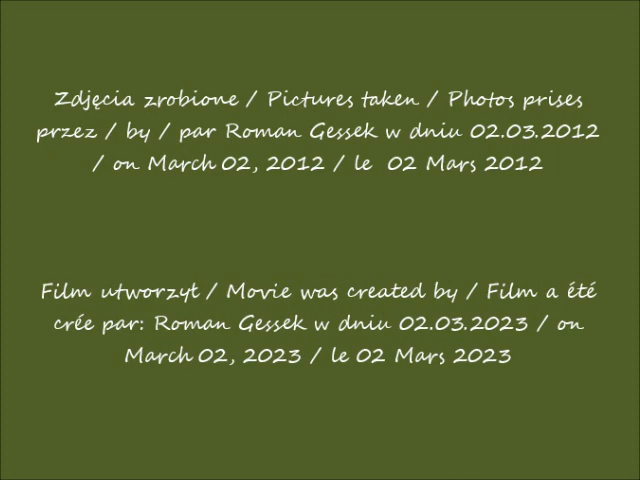 Zdjęcia zrobione / Pictures taken / Photos prises
przez / by / par Roman Gessek w dniu 02.03.2012
/ on March 02, 2012 / le 02 Mars 2012
Film utworzył / Movie was created by / Film a été
crée par: Roman Gessek w dniu 02.03.2023 / on
March 02, 2023 / le 02 Mars 2023